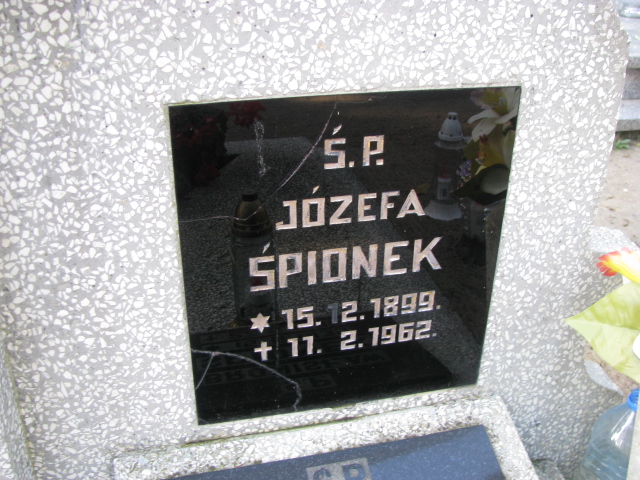 Ś.P.
JÓZEFA
ŚPIONEK
* 15.12.1899.
+ 11. 2.1962.
Ś.P.